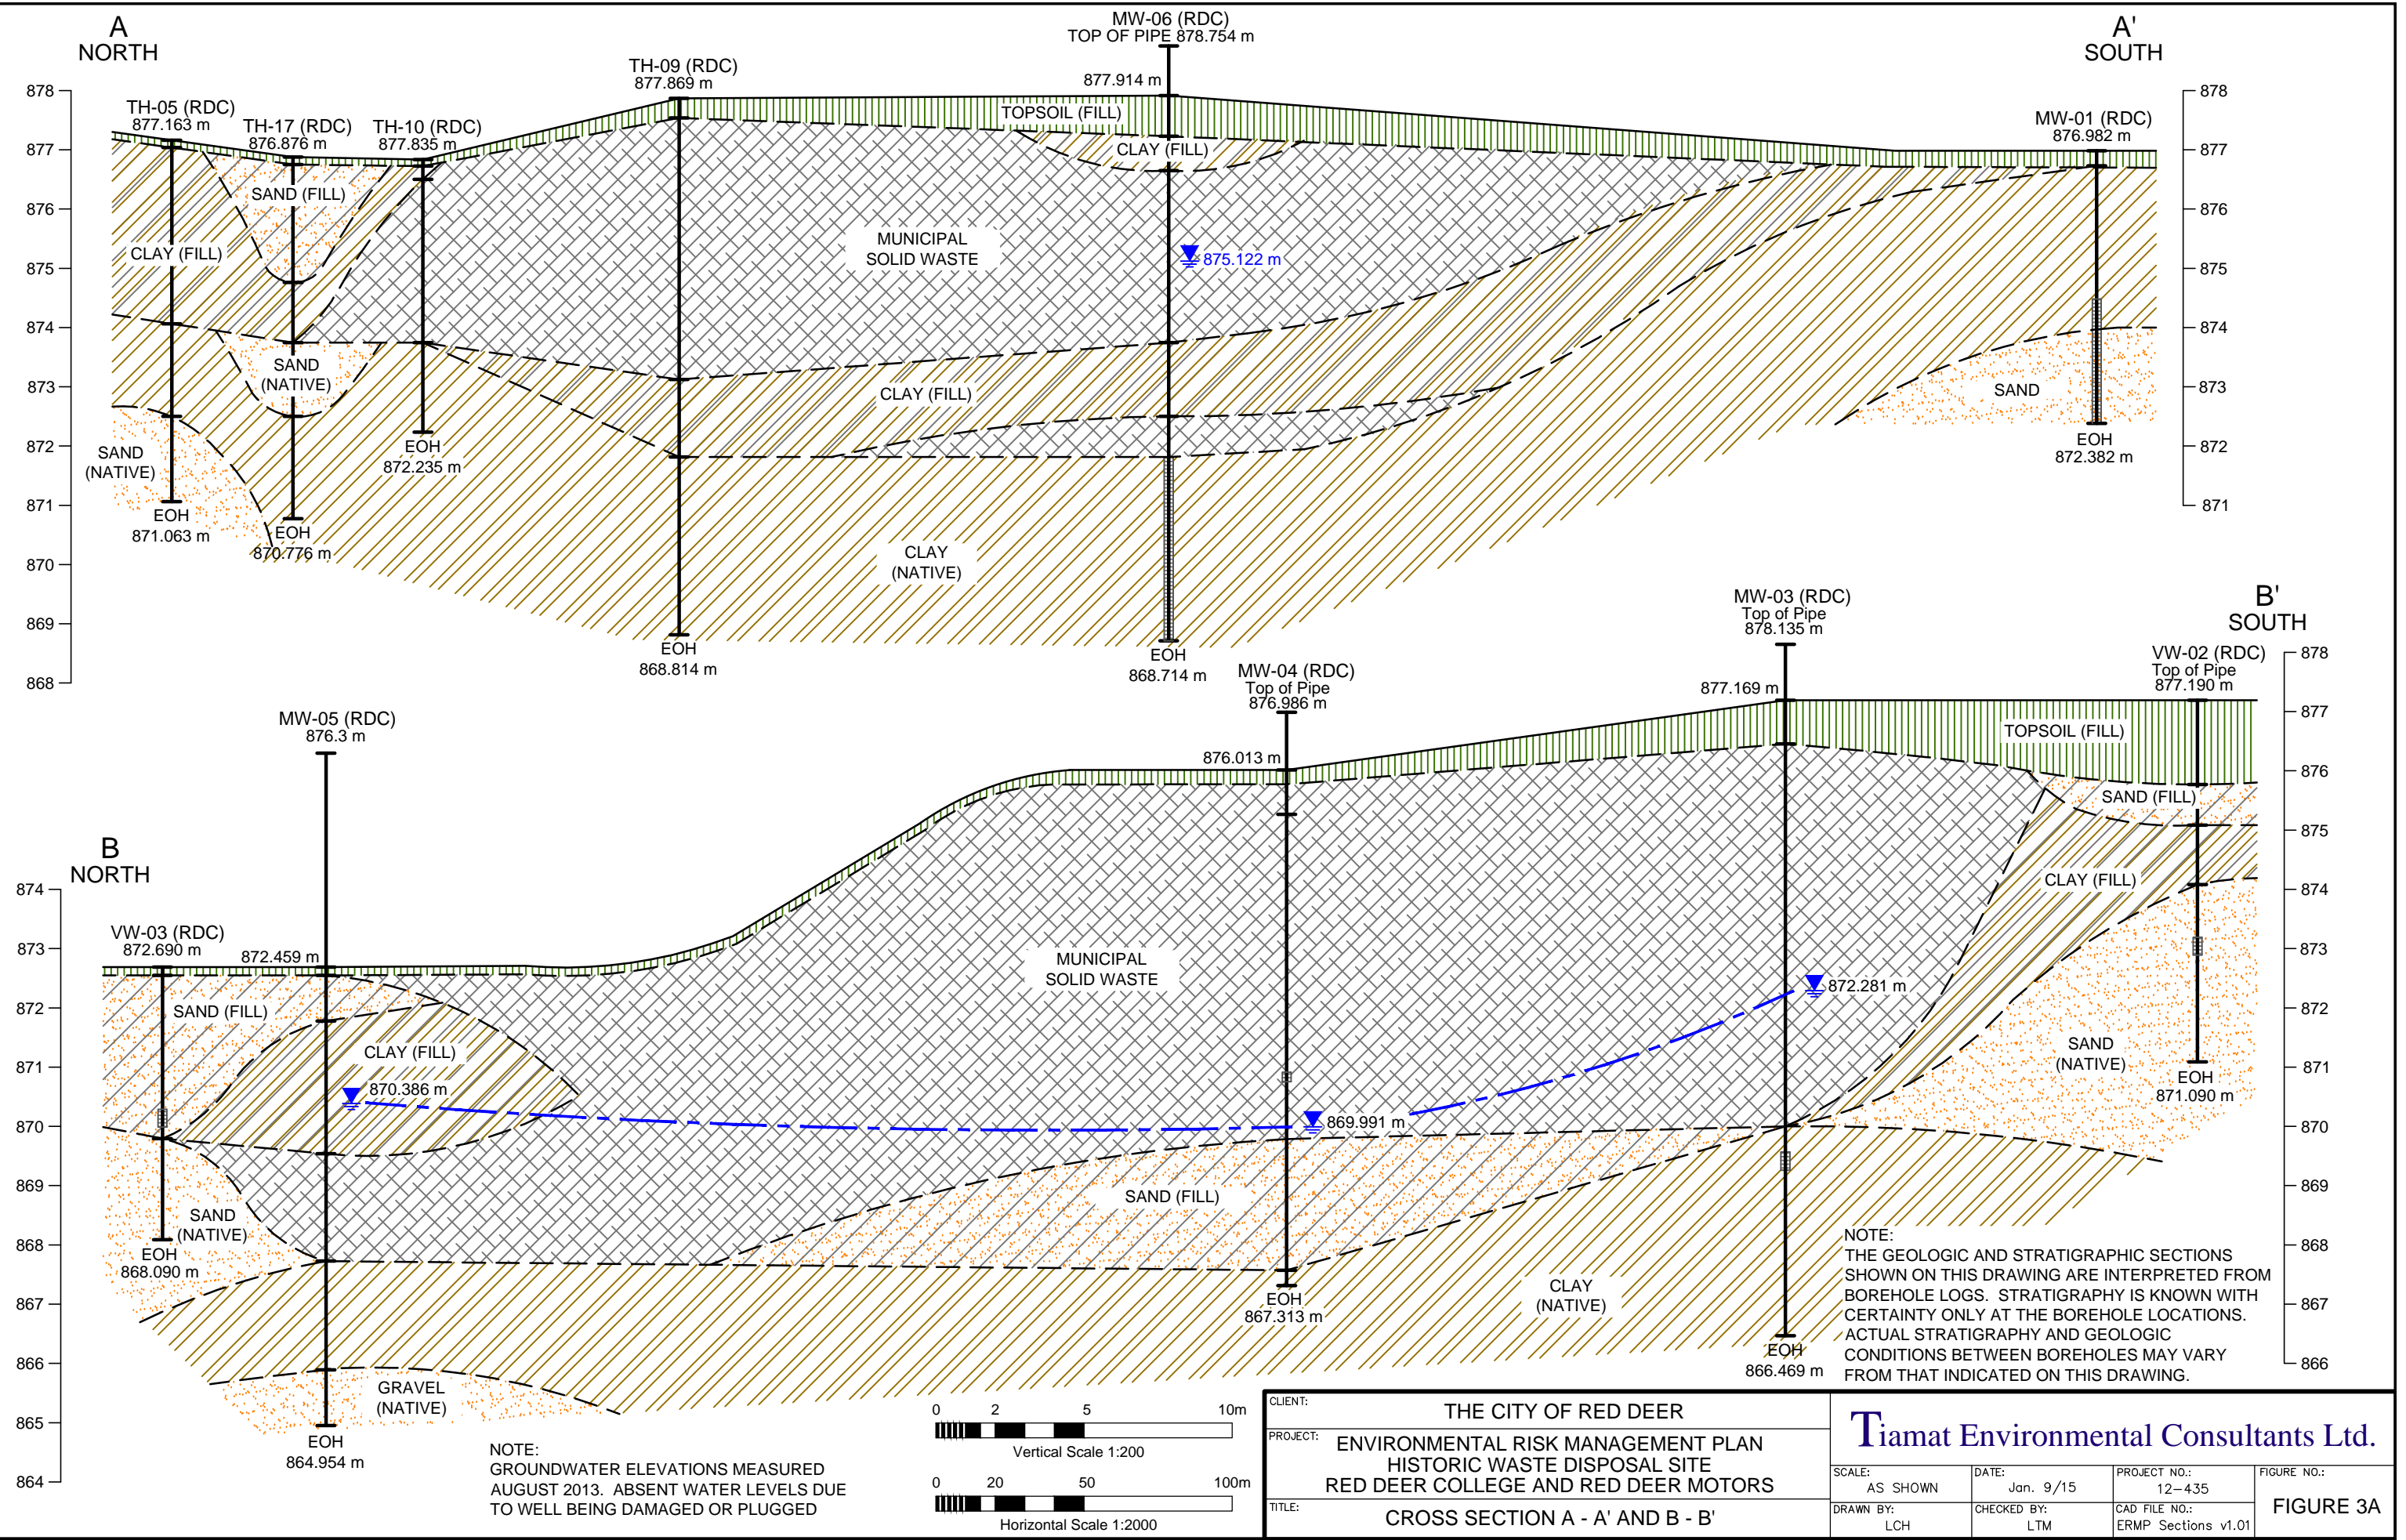 A
NORTH
A'
SOUTH
TH-05 (RDC)
877.163 m
TH-17 (RDC)
876.876 m
TH-10 (RDC)
877.835 m
TH-09 (RDC)
877.869 m
MW-06 (RDC)
TOP OF PIPE 878.754 m
877.914 m
MW-01 (RDC)
876.982 m
878
877
876
875
874
873
872
871
870
869
868
878
877
876
875
874
873
872
871
TOPSOIL (FILL)
CLAY (FILL)
SAND (FILL)
CLAY (FILL)
MUNICIPAL
SOLID WASTE
875.122 m
SAND
(NATIVE)
CLAY (FILL)
SAND
SAND
(NATIVE)
CLAY
(NATIVE)
EOH
871.063 m
EOH
870.776 m
EOH
872.235 m
EOH
868.814 m
EOH
868.714 m
EOH
872.382 m
B
NORTH
B'
SOUTH
VW-03 (RDC)
872.690 m
MW-05 (RDC)
876.3 m
872.459 m
MW-04 (RDC)
Top of Pipe
876.986 m
876.013 m
MW-03 (RDC)
Top of Pipe
878.135 m
877.169 m
VW-02 (RDC)
Top of Pipe
877.190 m
874
873
872
871
870
869
868
867
866
865
864
878
877
876
875
874
873
872
871
870
869
868
867
866
TOPSOIL (FILL)
SAND (FILL)
CLAY (FILL)
MUNICIPAL
SOLID WASTE
SAND (FILL)
CLAY (FILL)
870.386 m
869.991 m
872.281 m
SAND
(NATIVE)
SAND (FILL)
SAND
(NATIVE)
CLAY
(NATIVE)
GRAVEL
(NATIVE)
EOH
868.090 m
EOH
864.954 m
EOH
867.313 m
EOH
866.469 m
EOH
871.090 m
NOTE:
THE GEOLOGIC AND STRATIGRAPHIC SECTIONS
SHOWN ON THIS DRAWING ARE INTERPRETED FROM
BOREHOLE LOGS. STRATIGRAPHY IS KNOWN WITH
CERTAINTY ONLY AT THE BOREHOLE LOCATIONS.
ACTUAL STRATIGRAPHY AND GEOLOGIC
CONDITIONS BETWEEN BOREHOLES MAY VARY
FROM THAT INDICATED ON THIS DRAWING.
NOTE:
GROUNDWATER ELEVATIONS MEASURED
AUGUST 2013. ABSENT WATER LEVELS DUE
TO WELL BEING DAMAGED OR PLUGGED
0 2 5 10m
Vertical Scale 1:200
0 20 50 100m
Horizontal Scale 1:2000
CLIENT:
THE CITY OF RED DEER
PROJECT:
ENVIRONMENTAL RISK MANAGEMENT PLAN
HISTORIC WASTE DISPOSAL SITE
RED DEER COLLEGE AND RED DEER MOTORS
TITLE:
CROSS SECTION A - A' AND B - B'
Tiamat Environmental Consultants Ltd.
SCALE:
AS SHOWN
DATE:
Jan. 9/15
PROJECT NO.:
12-435
FIGURE NO.:
FIGURE 3A
DRAWN BY:
LCH
CHECKED BY:
LTM
CAD FILE NO.:
ERMP Sections v1.01